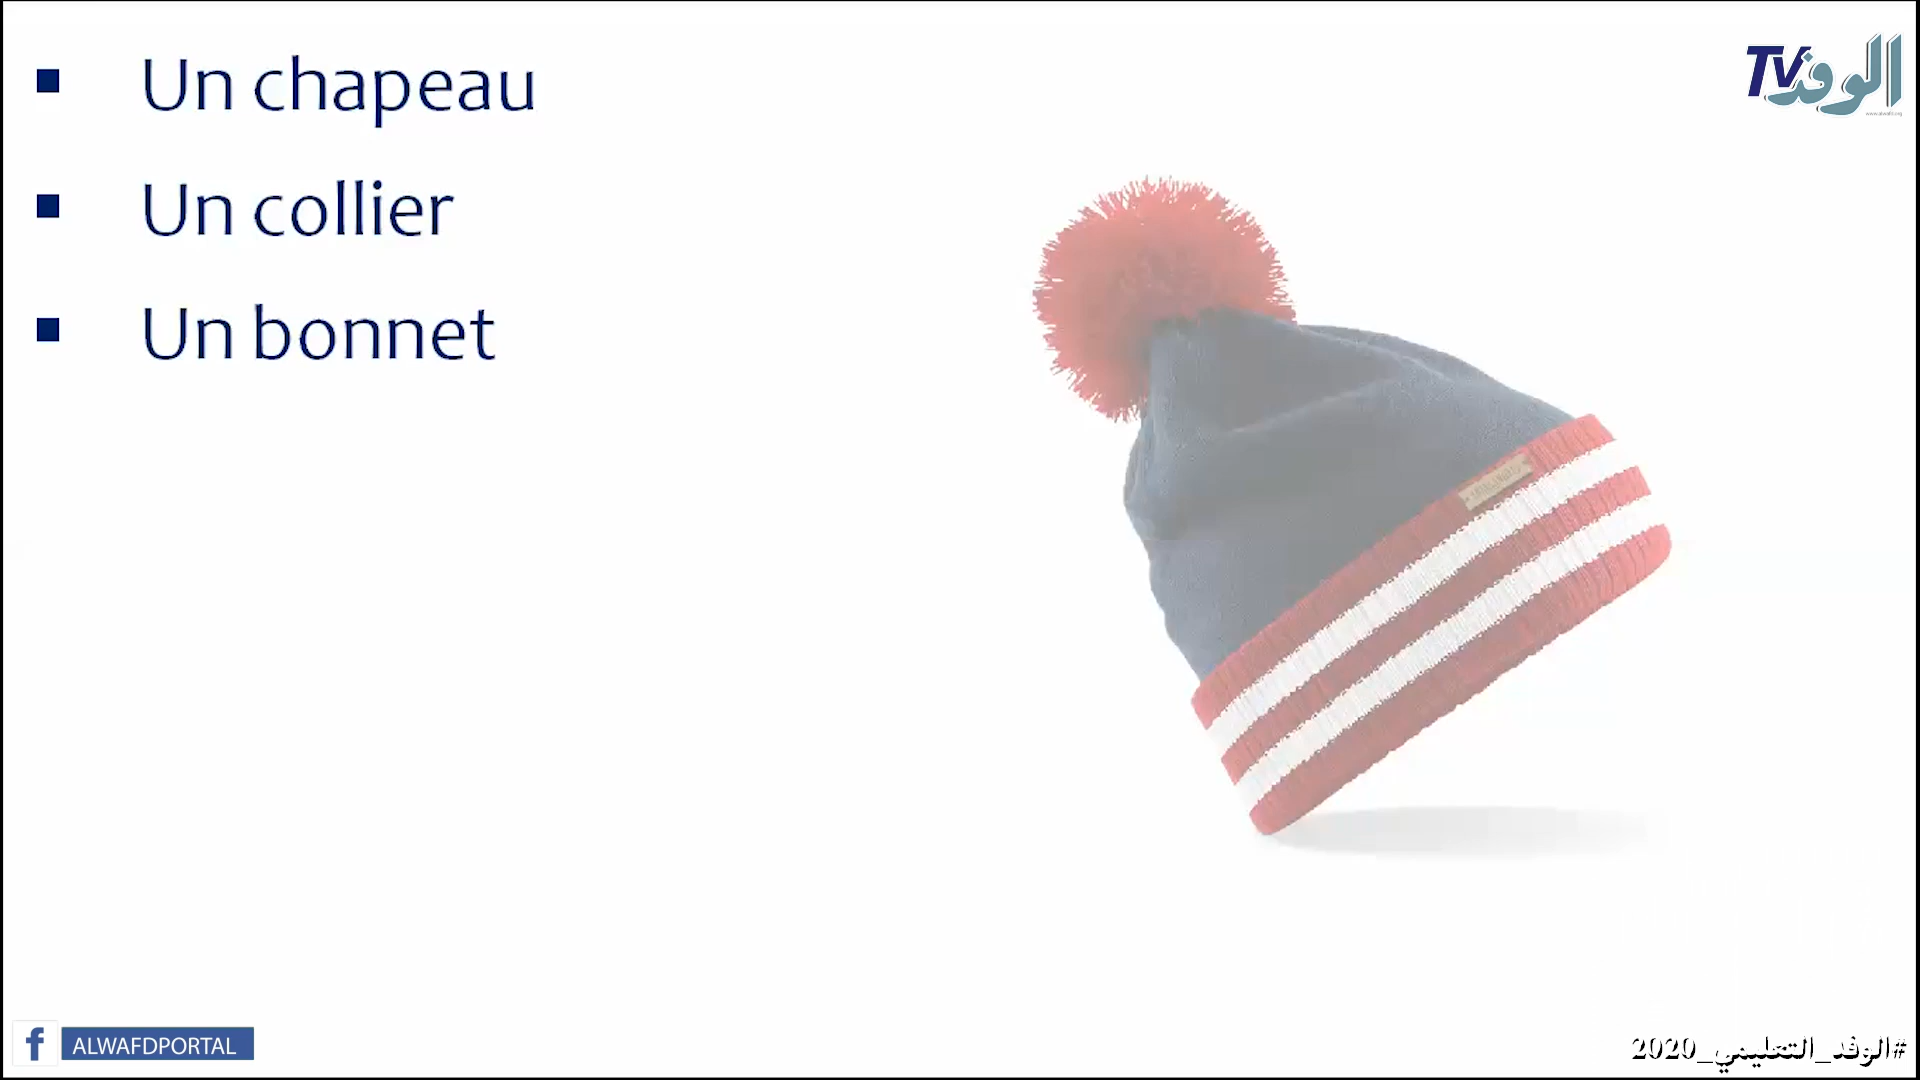 Un chapeau
Un collier
Un bonnet
الوفد TV
ALWAFDPORTAL
#الوفد_التعليمي_2020